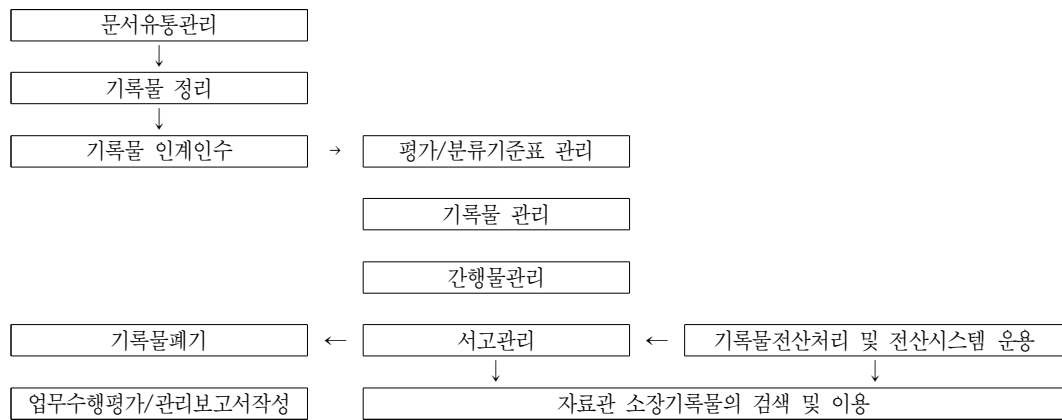 문서유통관리
↓
기록물 정리
↓
기록물 인계인수 → 평가/분류기준표 관리
기록물 관리
간행물관리
기록물폐기 ← 서고관리 ← 기록물전산처리 및 전산시스템 운용
↓ ↓
업무수행평가/관리보고서작성 자료관 소장기록물의 검색 및 이용